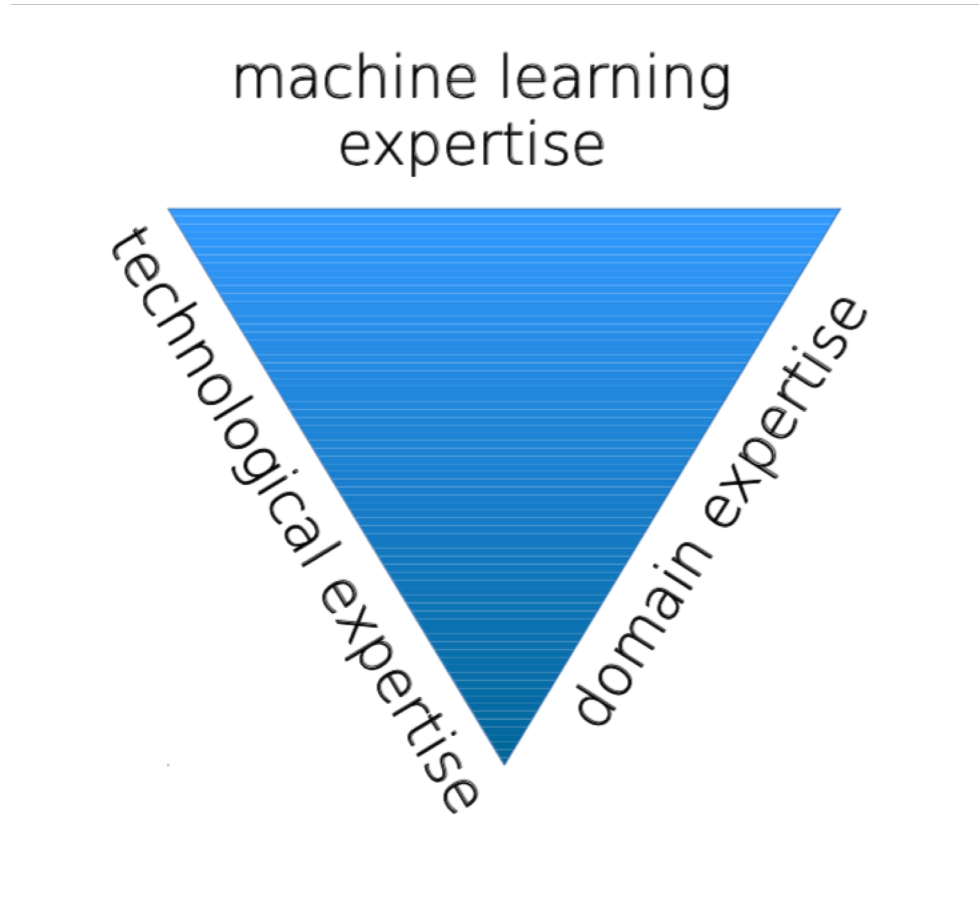 machine learning
expertise
technological expertise
domain expertise